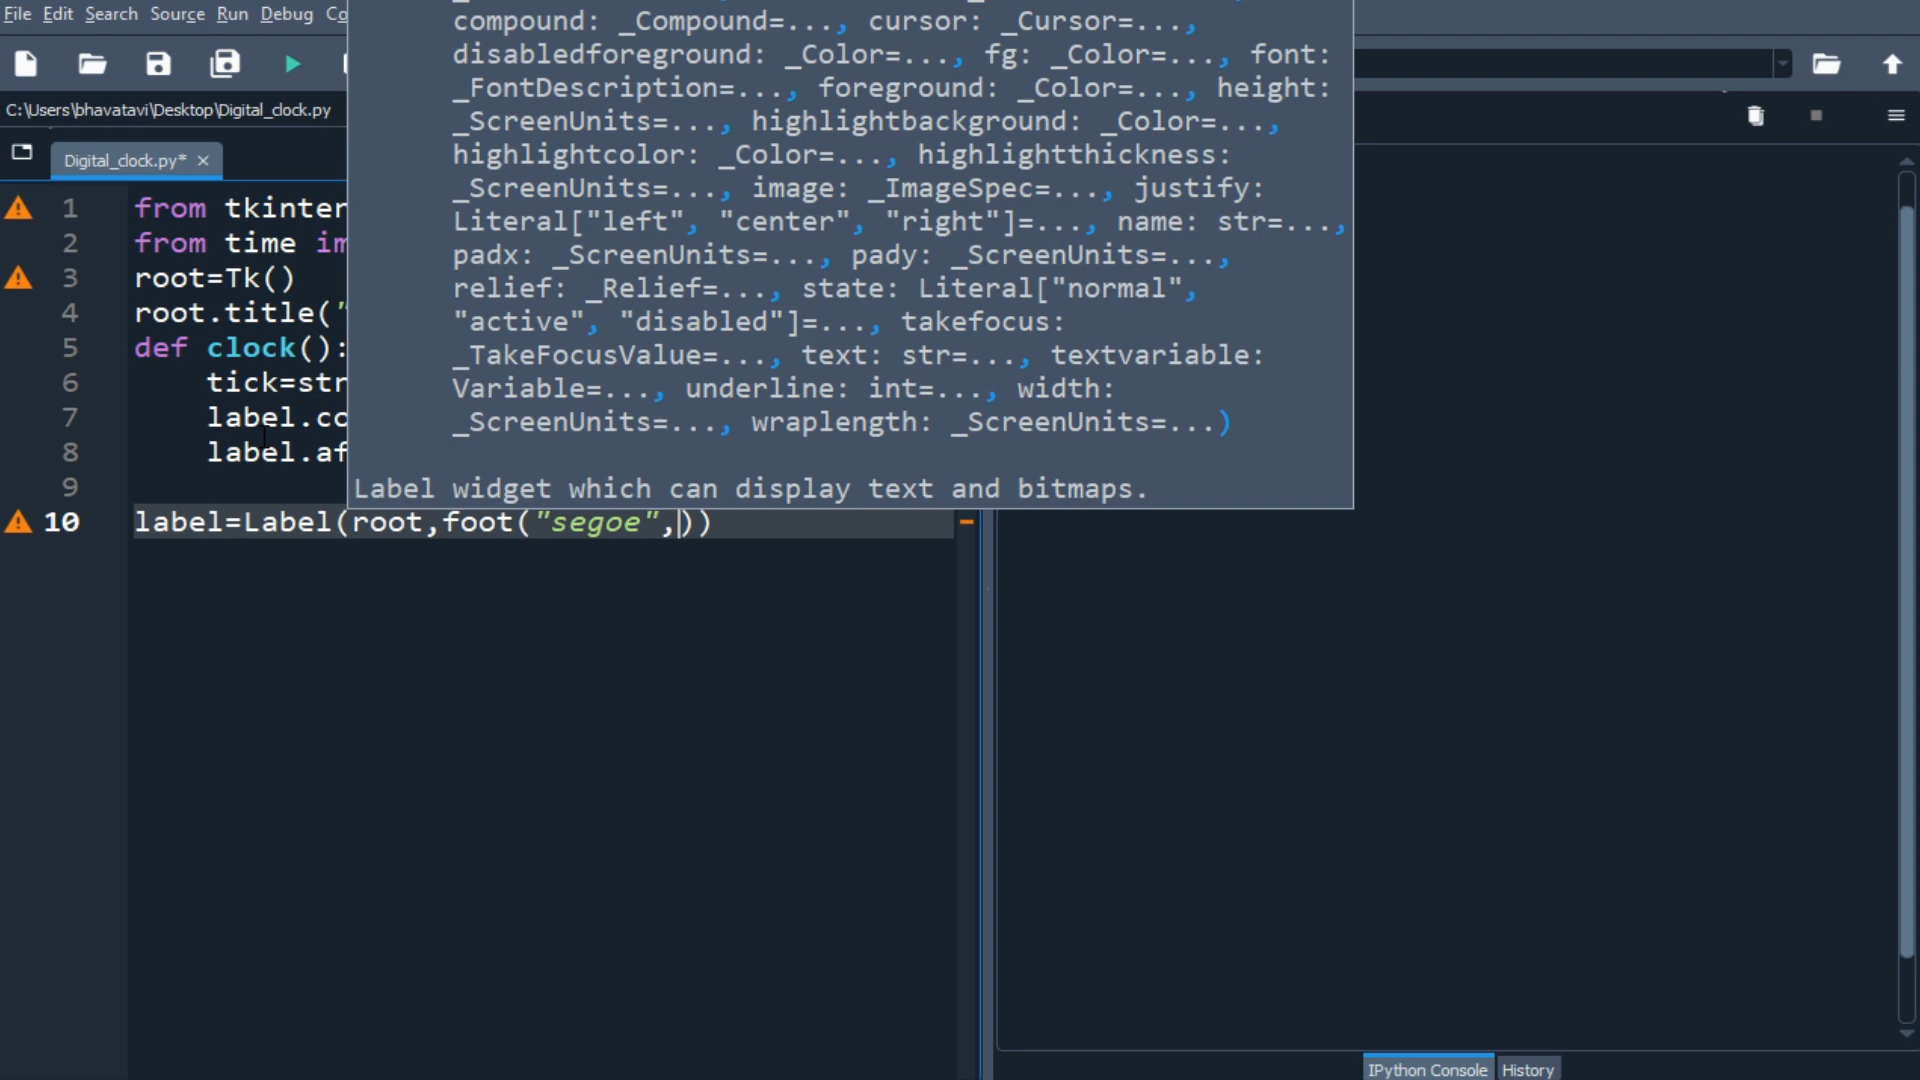 File Edit Search Source Run Debug Co
compound: _Compound=..., cursor: _Cursor=...,
disabledforeground: _Color=..., fg: _Color=..., font:
_FontDescription=..., foreground: _Color=..., height:
_ScreenUnits=..., highlightbackground: _Color=...,
highlightcolor: _Color=..., highlightthickness:
_ScreenUnits=..., image: _ImageSpec=..., justify:
Literal["left", "center", "right"]=..., name: str=...,
padx: _ScreenUnits=..., pady: _ScreenUnits=...,
relief: _Relief=..., state: Literal["normal",
"active", "disabled"]=..., takefocus:
_TakeFocusValue=..., text: str=..., textvariable:
Variable=..., underline: int=..., width:
_ScreenUnits=..., wraplength: _ScreenUnits=...)
Label widget which can display text and bitmaps.
C:\Users\bhavatavi\Desktop\Digital_clock.py
Digital_clock.py*
1 from tkinter
2 from time im
3 root=Tk()
4 root.title("
5 def clock():
6 tick=str
7 label.co
8 label.af
9
10 label=Label(root,foot("segoe",))
IPython Console History